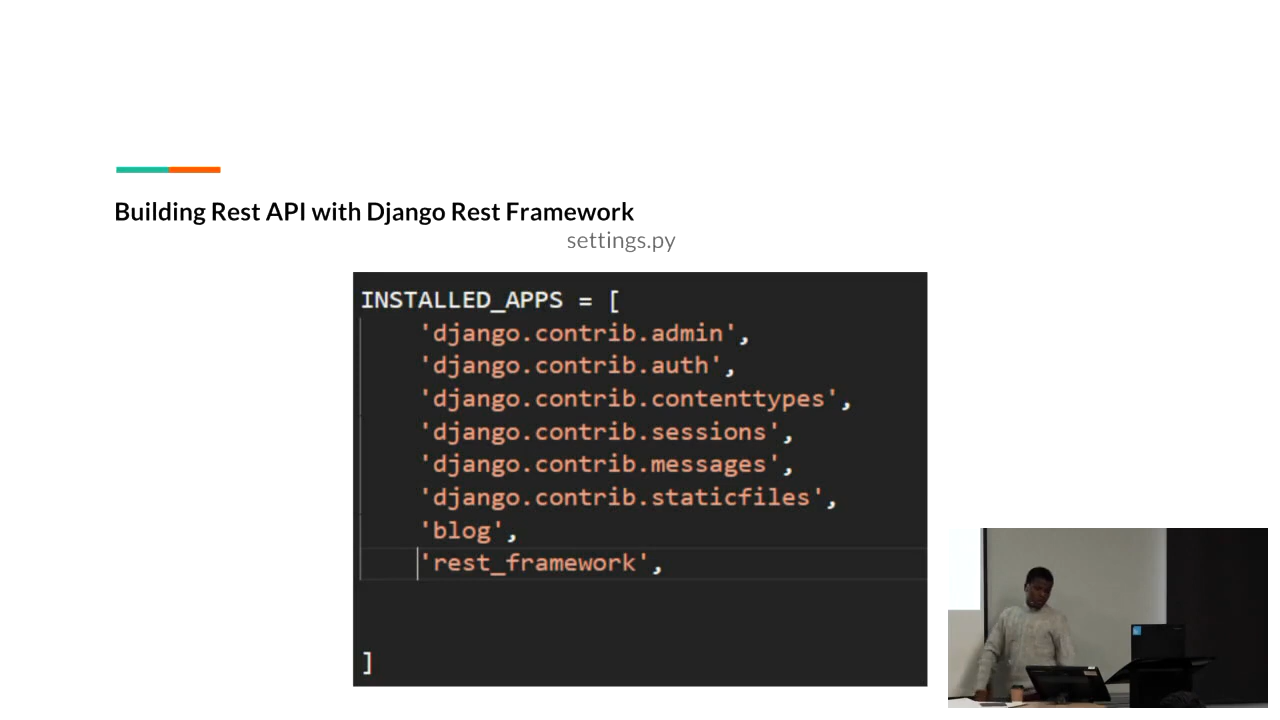 Building Rest API with Django Rest Framework
settings.py
INSTALLED_APPS = [
'django.contrib.admin',
'django.contrib.auth',
'django.contrib.contenttypes',
'django.contrib.sessions',
'django.contrib.messages',
'django.contrib.staticfiles',
'blog',
'rest_framework',
]